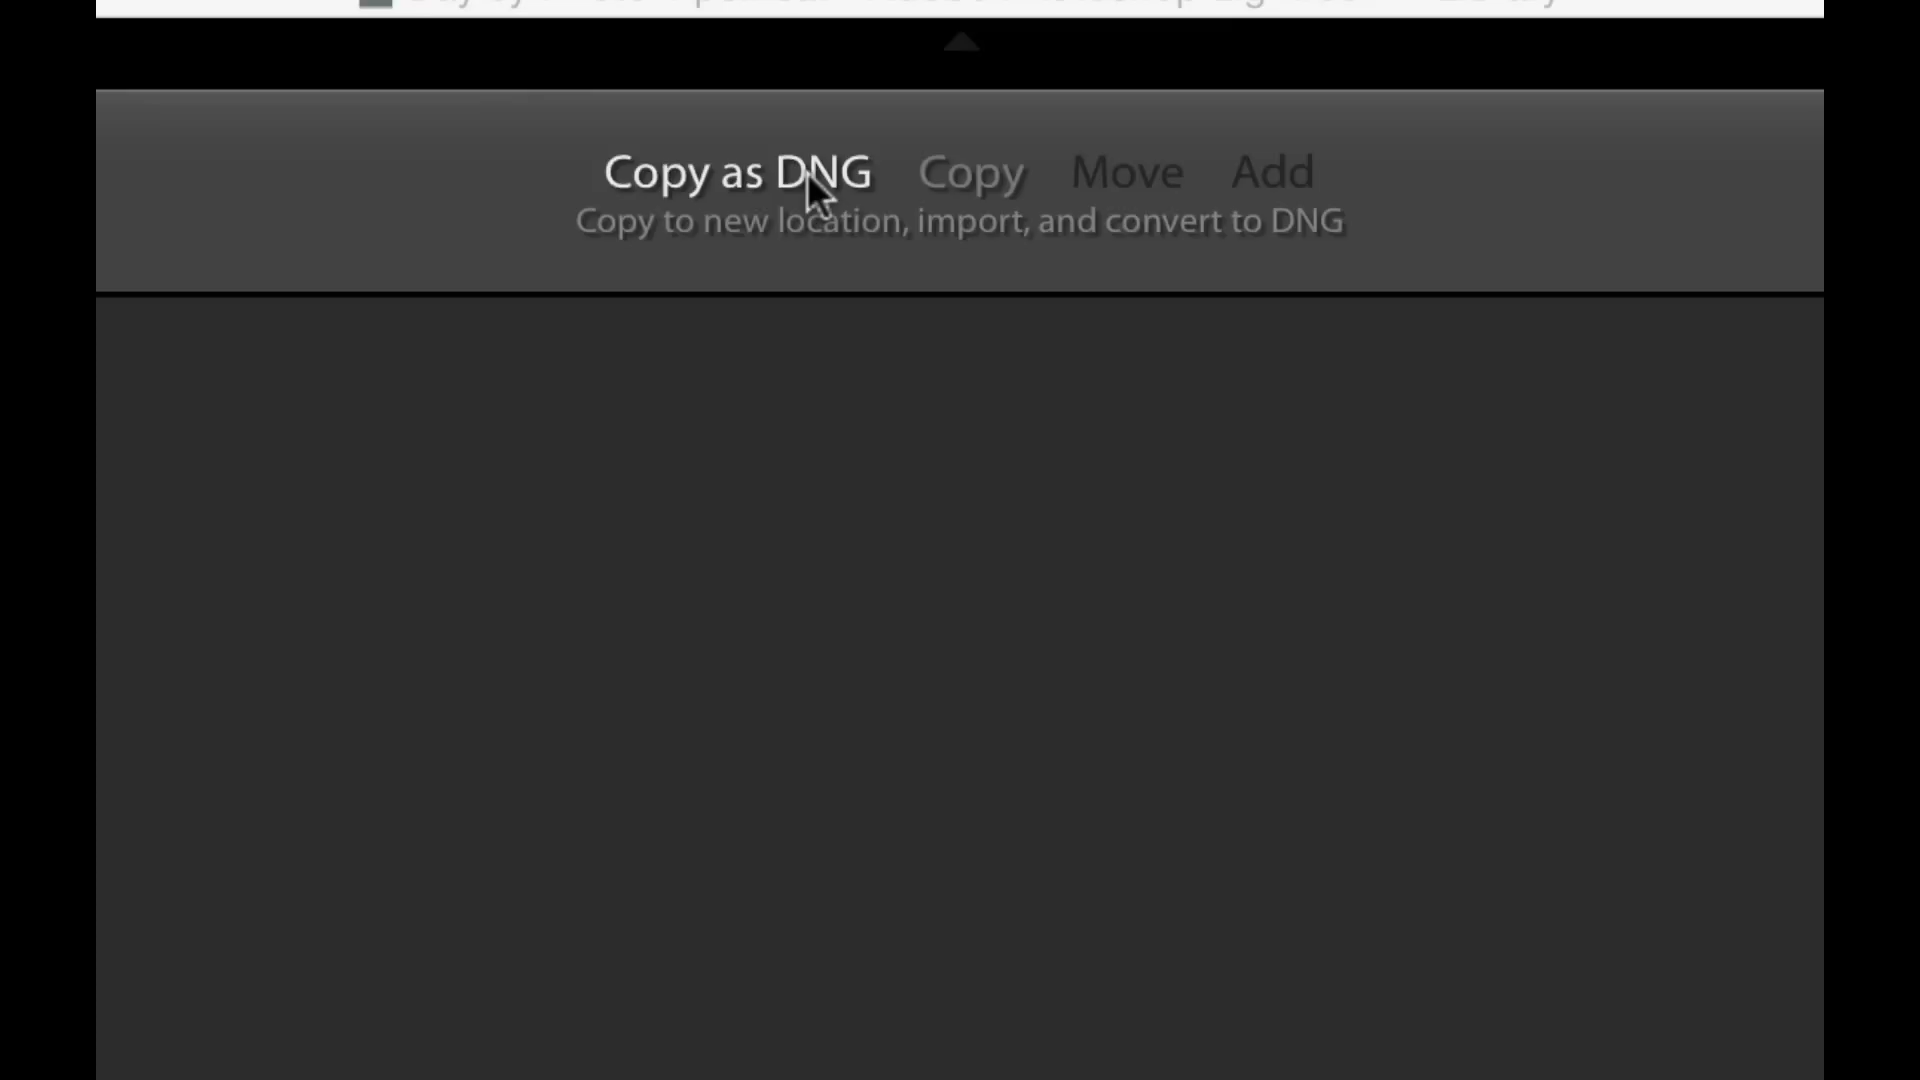 Copy as DNG Copy Move Add
Copy to new location, import, and convert to DNG